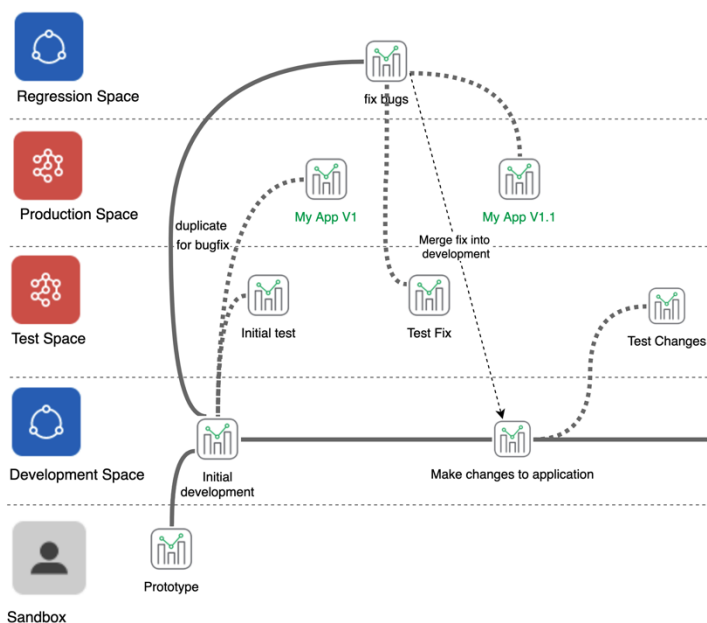 Regression Space
fix bugs
Production Space
My App V1
My App V1.1
duplicate
for bugfix
Merge fix into
development
Test Space
Initial test
Test Fix
Test Changes
Development Space
Initial
development
Make changes to application
Prototype
Sandbox